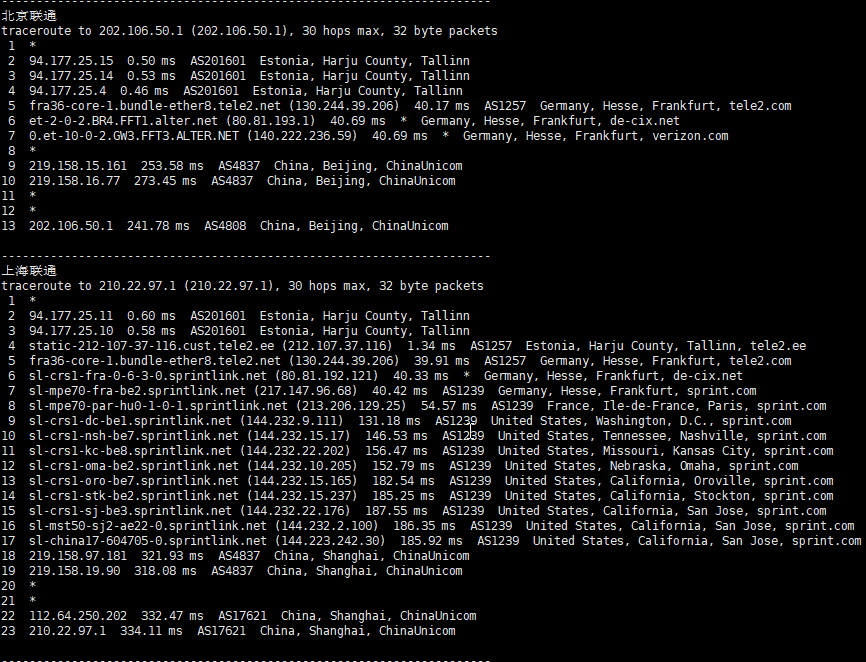 ----------------------------------------------------------------------
北京联通
traceroute to 202.106.50.1 (202.106.50.1), 30 hops max, 32 byte packets
 1  *
 2  94.177.25.15  0.50 ms  AS201601  Estonia, Harju County, Tallinn
 3  94.177.25.14  0.53 ms  AS201601  Estonia, Harju County, Tallinn
 4  94.177.25.4  0.46 ms  AS201601  Estonia, Harju County, Tallinn
 5  fra36-core-1.bundle-ether8.tele2.net (130.244.39.206)  40.17 ms  AS1257  Germany, Hesse, Frankfurt, tele2.com
 6  et-2-0-2.BR4.FFT1.alter.net (80.81.193.1)  40.69 ms  *  Germany, Hesse, Frankfurt, de-cix.net
 7  0.et-10-0-2.GW3.FFT3.ALTER.NET (140.222.236.59)  40.69 ms  *  Germany, Hesse, Frankfurt, verizon.com
 8  *
 9  219.158.15.161  253.58 ms  AS4837  China, Beijing, ChinaUnicom
10  219.158.16.77  273.45 ms  AS4837  China, Beijing, ChinaUnicom
11  *
12  *
13  202.106.50.1  241.78 ms  AS4808  China, Beijing, ChinaUnicom
----------------------------------------------------------------------
上海联通
traceroute to 210.22.97.1 (210.22.97.1), 30 hops max, 32 byte packets
 1  *
 2  94.177.25.11  0.60 ms  AS201601  Estonia, Harju County, Tallinn
 3  94.177.25.10  0.58 ms  AS201601  Estonia, Harju County, Tallinn
 4  static-212-107-37-116.cust.tele2.ee (212.107.37.116)  1.34 ms  AS1257  Estonia, Harju County, Tallinn, tele2.ee
 5  fra36-core-1.bundle-ether8.tele2.net (130.244.39.206)  39.91 ms  AS1257  Germany, Hesse, Frankfurt, tele2.com
 6  sl-crs1-fra-0-6-3-0.sprintlink.net (80.81.192.121)  40.33 ms  *  Germany, Hesse, Frankfurt, de-cix.net
 7  sl-mpe70-fra-be2.sprintlink.net (217.147.96.68)  40.42 ms  AS1239  Germany, Hesse, Frankfurt, sprint.com
 8  sl-mpe70-par-hu0-1-0-1.sprintlink.net (213.206.129.25)  54.57 ms  AS1239  France, Ile-de-France, Paris, sprint.com
 9  sl-crs1-dc-be1.sprintlink.net (144.232.9.111)  131.18 ms  AS1239  United States, Washington, D.C., sprint.com
10  sl-crs1-nsh-be7.sprintlink.net (144.232.15.17)  146.53 ms  AS1239  United States, Tennessee, Nashville, sprint.com
11  sl-crs1-kc-be8.sprintlink.net (144.232.22.202)  156.47 ms  AS1239  United States, Missouri, Kansas City, sprint.com
12  sl-crs1-oma-be2.sprintlink.net (144.232.10.205)  152.79 ms  AS1239  United States, Nebraska, Omaha, sprint.com
13  sl-crs1-oro-be7.sprintlink.net (144.232.15.165)  182.54 ms  AS1239  United States, California, Oroville, sprint.com
14  sl-crs1-stk-be2.sprintlink.net (144.232.15.237)  185.25 ms  AS1239  United States, California, Stockton, sprint.com
15  sl-crs1-sj-be3.sprintlink.net (144.232.22.176)  187.55 ms  AS1239  United States, California, San Jose, sprint.com
16  sl-mst50-sj2-ae22-0.sprintlink.net (144.232.2.100)  186.35 ms  AS1239  United States, California, San Jose, sprint.com
17  sl-china17-604705-0.sprintlink.net (144.223.242.30)  185.92 ms  AS1239  United States, California, San Jose, sprint.com
18  219.158.97.181  321.93 ms  AS4837  China, Shanghai, ChinaUnicom
19  219.158.19.90  318.08 ms  AS4837  China, Shanghai, ChinaUnicom
20  *
21  *
22  112.64.250.202  332.47 ms  AS17621  China, Shanghai, ChinaUnicom
23  210.22.97.1  334.11 ms  AS17621  China, Shanghai, ChinaUnicom
----------------------------------------------------------------------